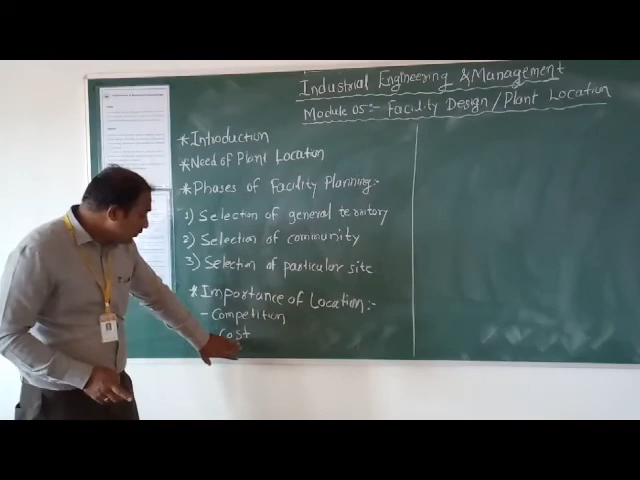 Industrial Engineering & Management
Module 05:- Facility Design / Plant Location
* Introduction
* Need of Plant Location
* Phases of Facility Planning:-
1) Selection of general territory
2) Selection of community
3) Selection of particular site
* Importance of Location:-
- Competition
Cost